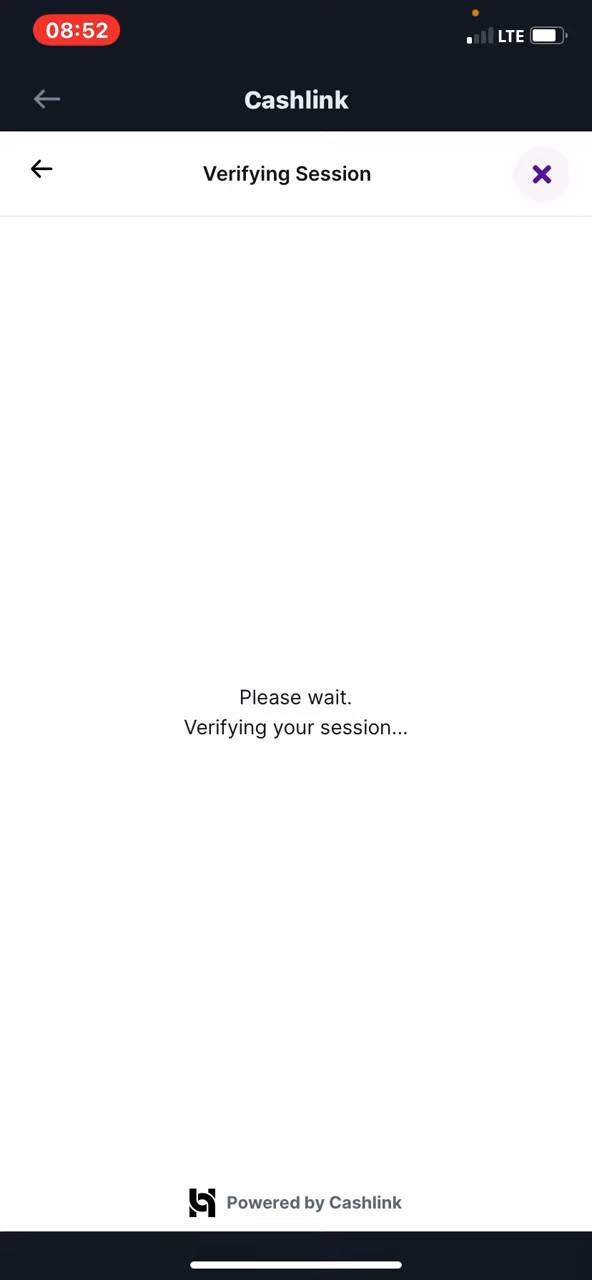 08:52
LTE
Cashlink
Verifying Session
Please wait.
Verifying your session...
Powered by Cashlink